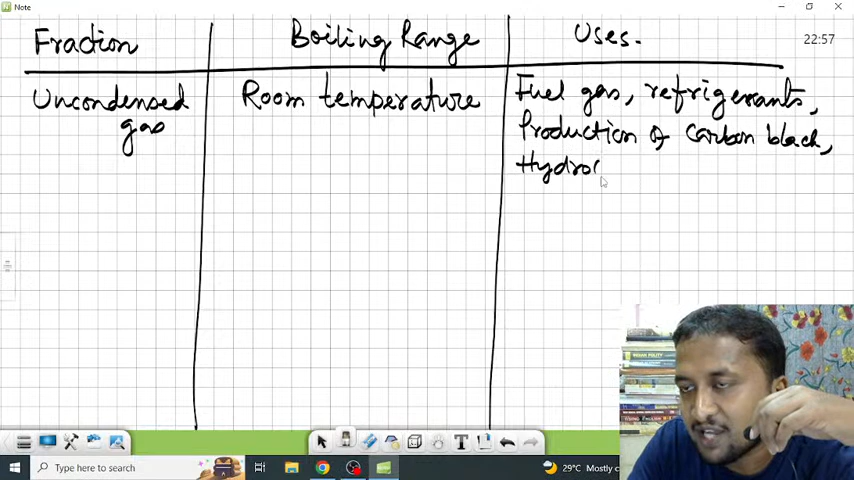 Note
22:57
Fraction Boiling Range Uses.
Uncondensed gas Room temperature Fuel gas, refrigerants,
Production of Carbon black,
Hydro
Type here to search
29°C Mostly c